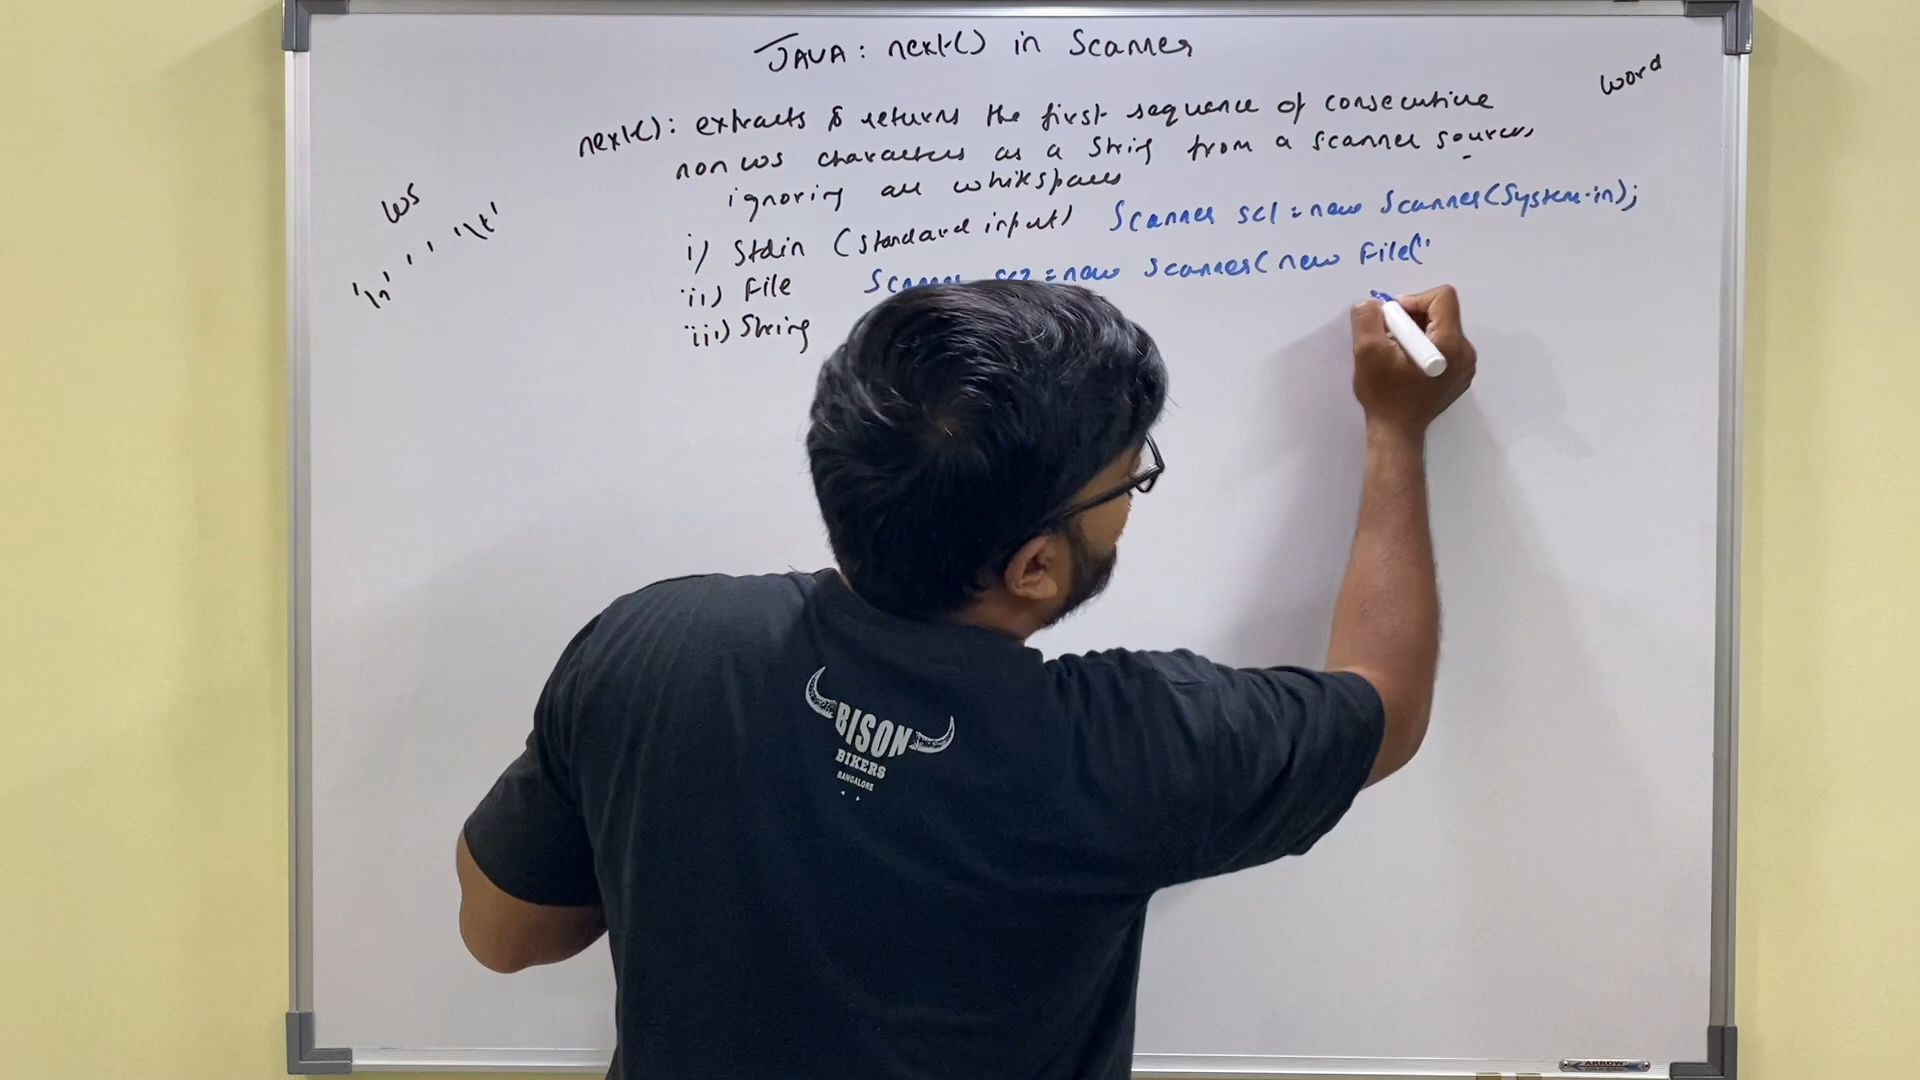 JAVA: next() in Scanner
word
next(): extracts & returns the first sequence of consecutive
non ws characters as a String from a scanner source,
ignoring all whitespaces
ws
'\n' ' ' '\t'
i) Stdin (standard input) Scanner sc1 = new Scanner(System.in);
ii) File Scanner sc2 = new Scanner(new File("
iii) String
BISON
BIKERS
BANGALORE
ARROW